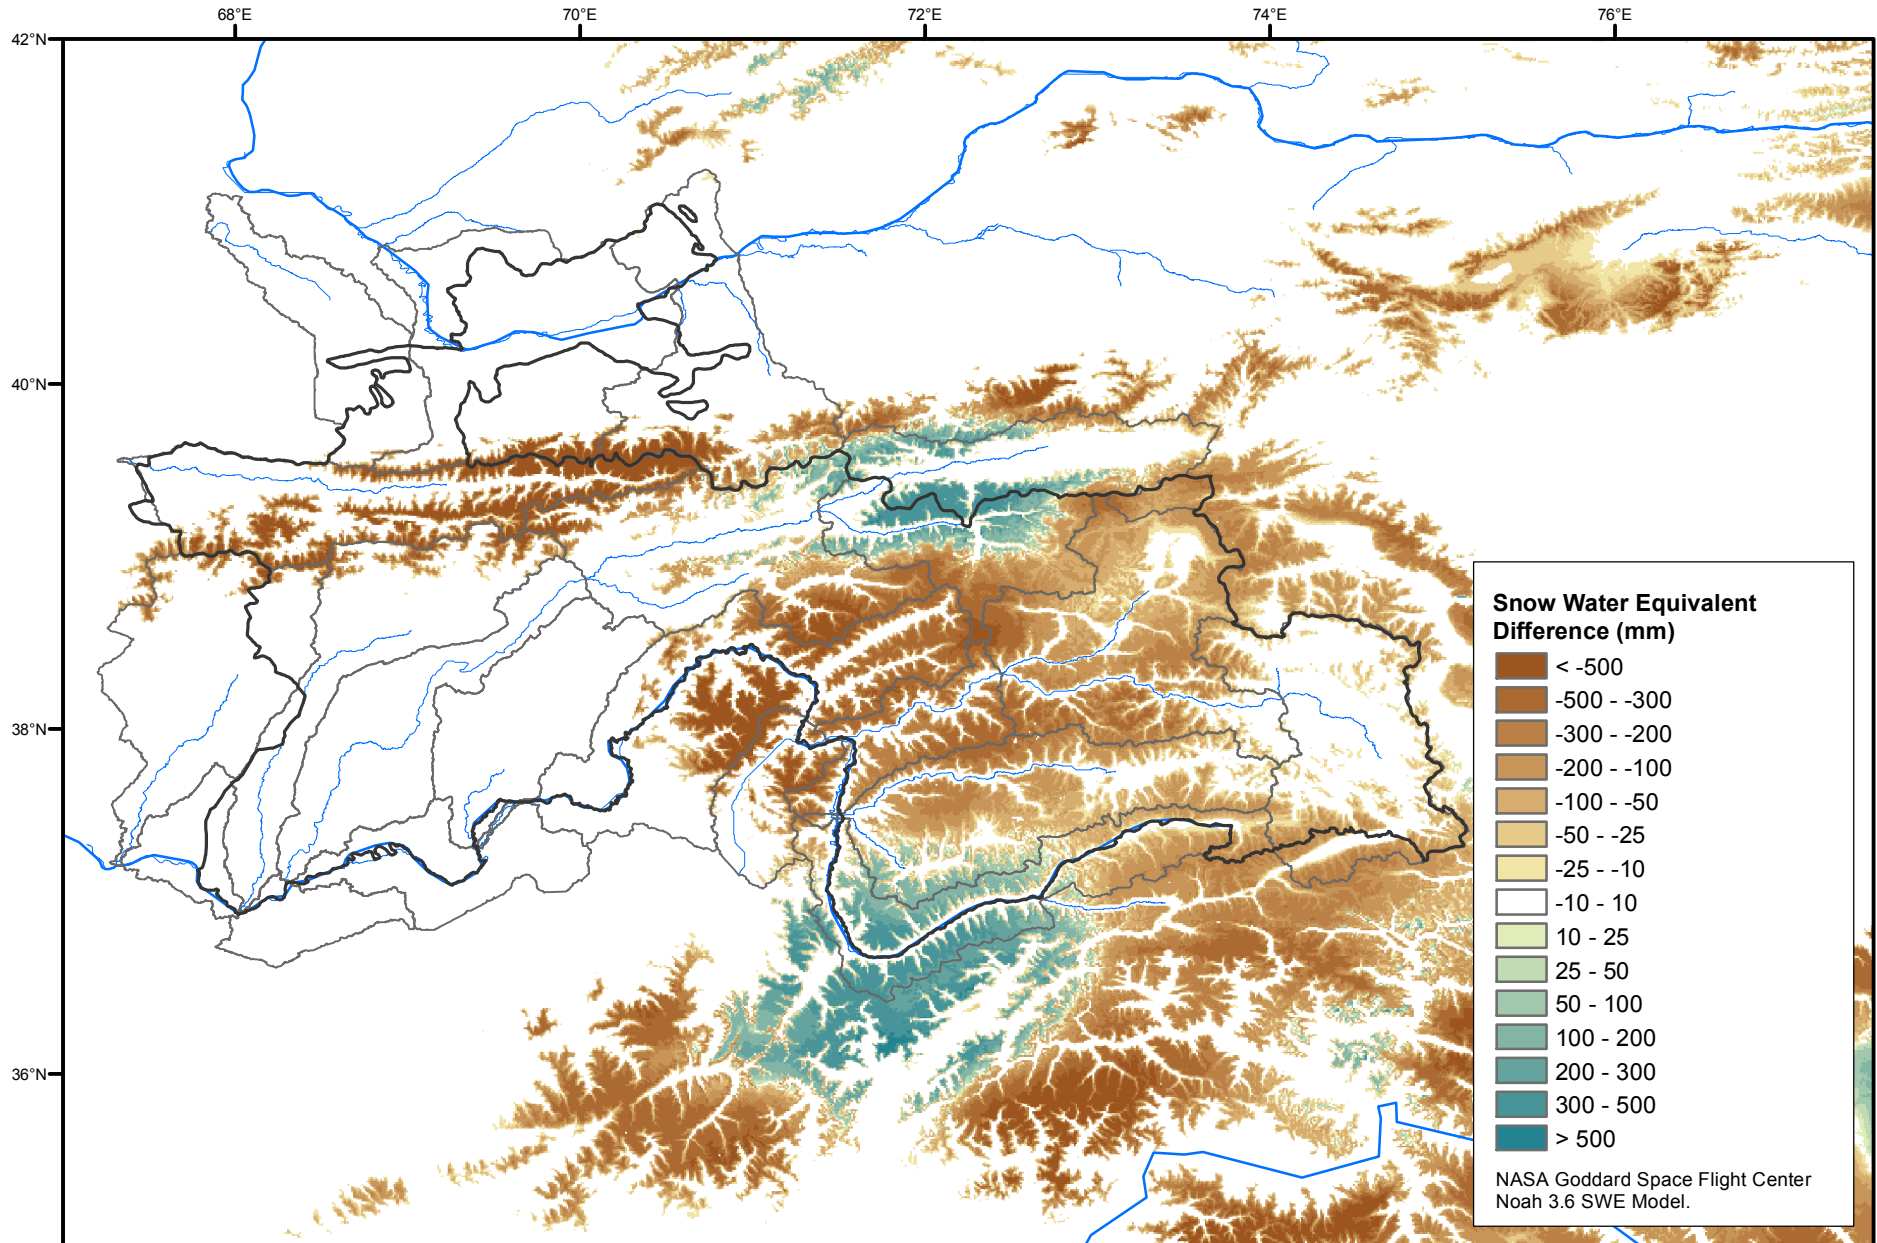 68°E
70°E
72°E
74°E
76°E
42°N
40°N
38°N
36°N
Snow Water Equivalent
Difference (mm)
< -500
-500 - -300
-300 - -200
-200 - -100
-100 - -50
-50 - -25
-25 - -10
-10 - 10
10 - 25
25 - 50
50 - 100
100 - 200
200 - 300
300 - 500
> 500
NASA Goddard Space Flight Center
Noah 3.6 SWE Model.